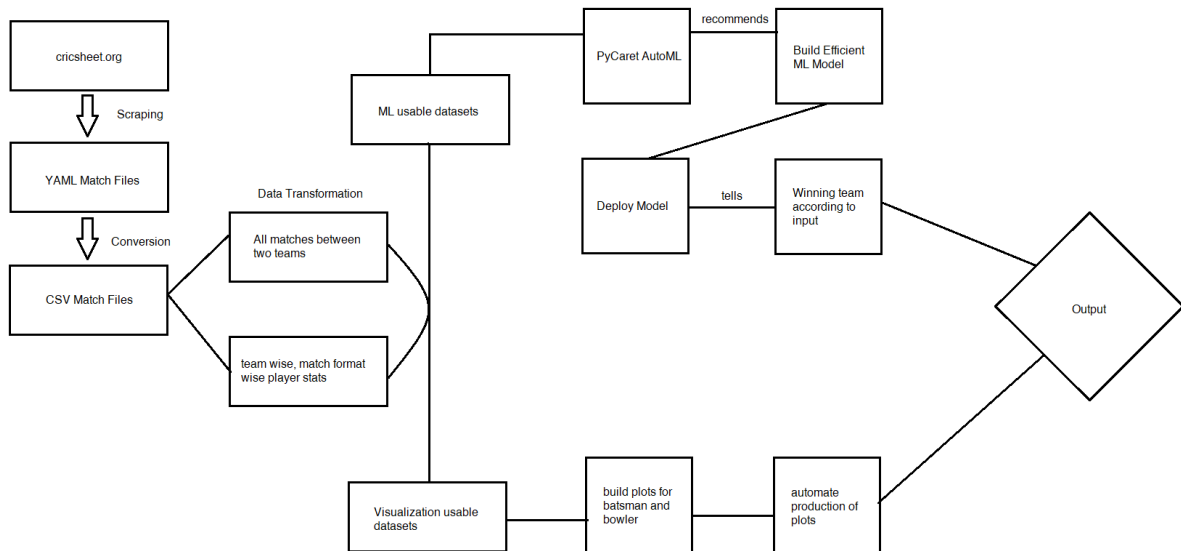 cricsheet.org
Scraping
YAML Match Files
Conversion
CSV Match Files
Data Transformation
All matches between
two teams
team wise, match format
wise player stats
ML usable datasets
PyCaret AutoML
recommends
Build Efficient
ML Model
Deploy Model
tells
Winning team
according to
input
Visualization usable
datasets
build plots for
batsman and
bowler
automate
production of
plots
Output